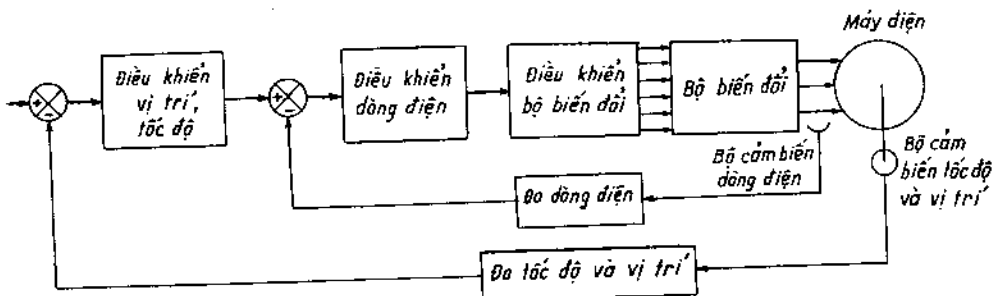 Máy điện
Điều khiển
vị trí,
tốc độ
Điều khiển
dòng điện
Điều khiển
bộ biến đổi
Bộ biến đổi
Bộ cảm biến
dòng điện
Bộ cảm
biến tốc độ
và vị trí
Đo dòng điện
Đo tốc độ và vị trí